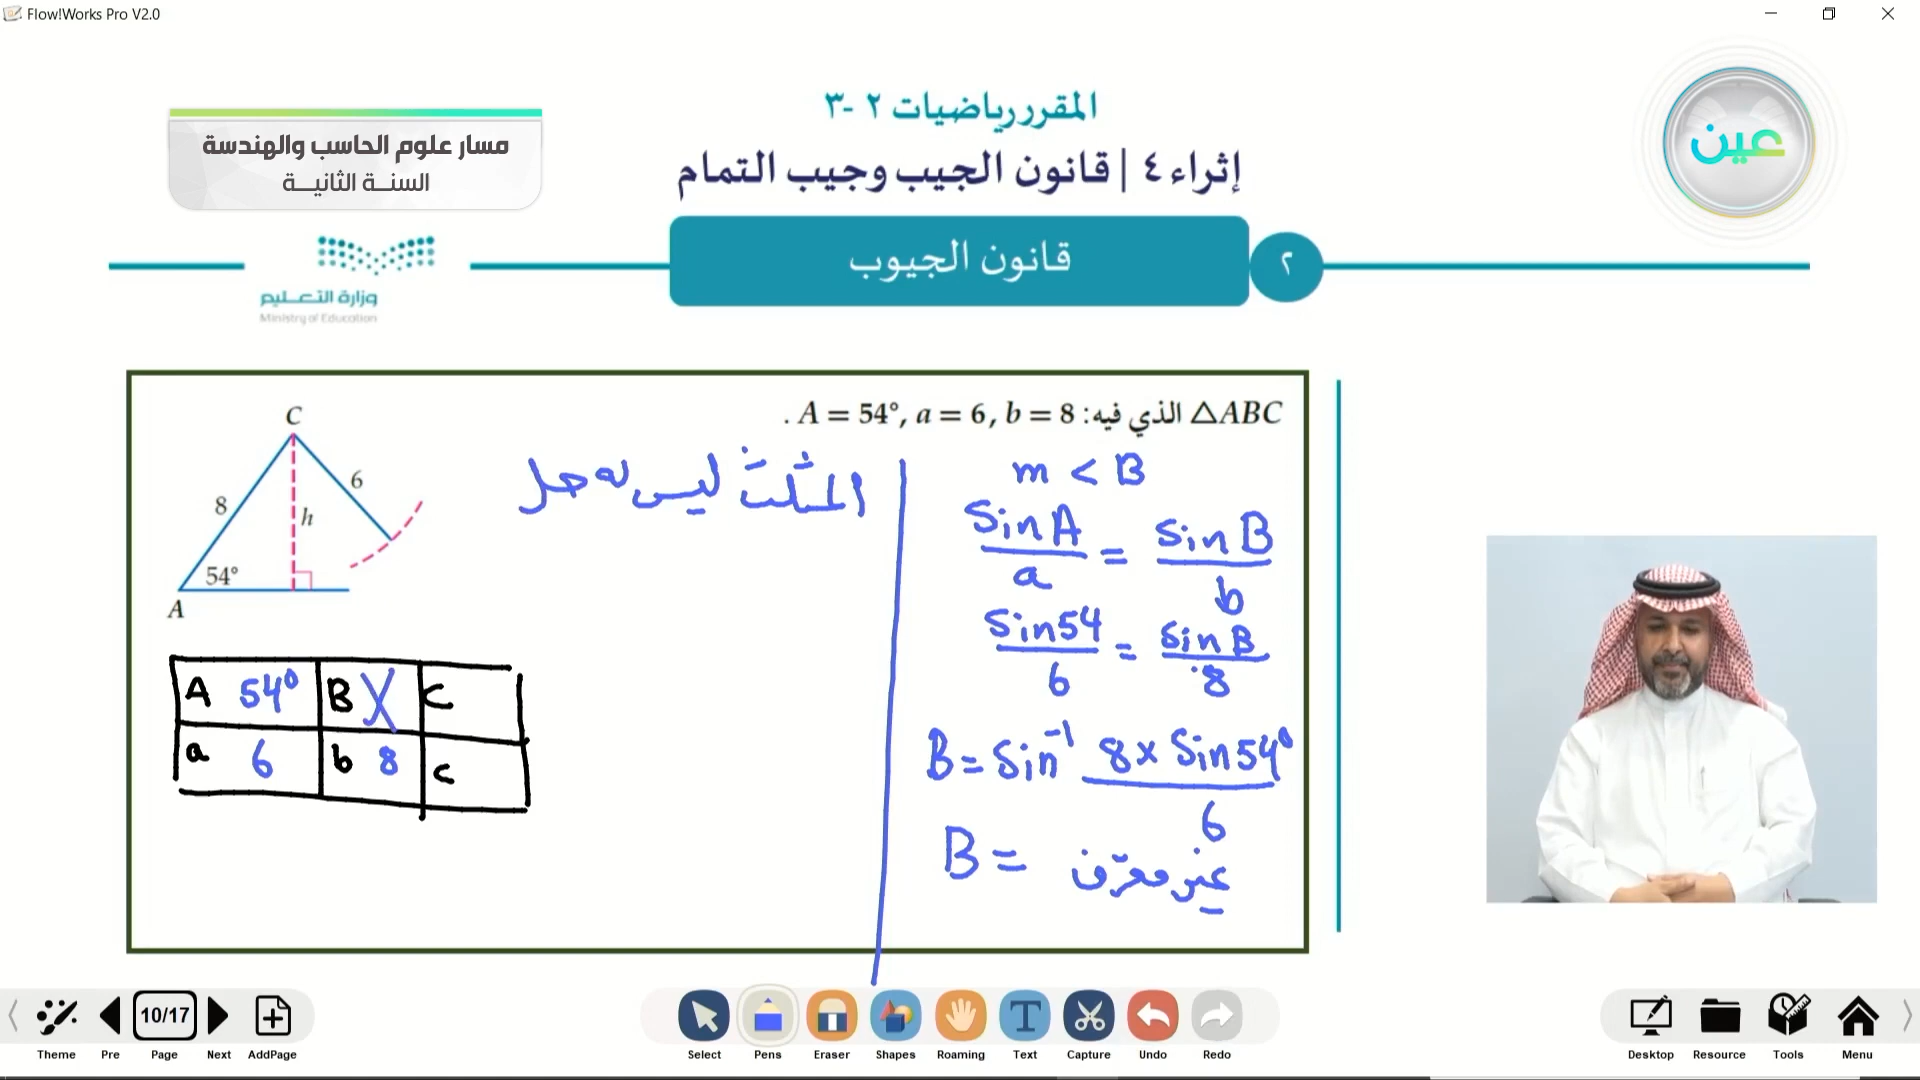 Flow!Works Pro V2.0
المقرر رياضيات ٢ -٣
إثراء ٤ | قانون الجيب وجيب التمام
مسار علوم الحاسب والهندسة
السنة الثانية
عين
قانون الجيوب
٢
وزارة التعليم
Ministry of Education
△ABC الذي فيه: A = 54°, a = 6, b = 8 .
C
8
6
h
54°
A
المثلث ليس له حل
m < B
sin A / a = sin B / b
sin54 / 6 = sin B / 8
B = sin⁻¹ 8 × sin54° / 6
B = غير معرف
A 54° B X C
a 6 b 8 c
10/17
Theme Pre Page Next AddPage
Select Pens Eraser Shapes Roaming Text Capture Undo Redo
Desktop Resource Tools Menu